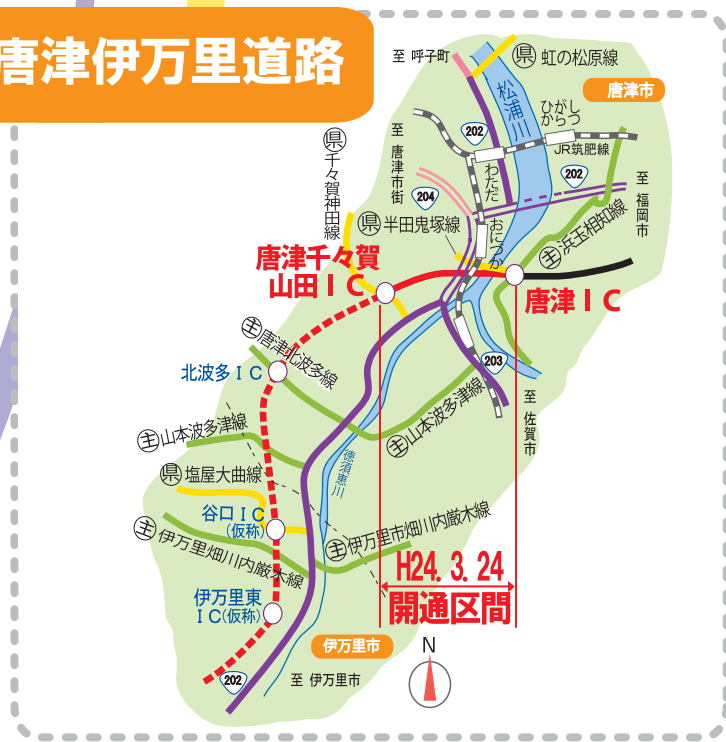 唐津伊万里道路
至 呼子町
県 虹の松原線
唐津市
松浦川
ひがし
からつ
202
至 唐津市街
県
千々賀神田線
JR筑肥線
わただ
202
至 福岡市
204
県 半田鬼塚線
おにつか
主 浜玉相知線
唐津千々賀
山田IC
唐津IC
主 唐津北波多線
北波多IC
203
至 佐賀市
主 山本波多津線
主 山本波多津線
徳須恵川
県 塩屋大曲線
谷口IC
(仮称)
主 伊万里畑川内厳木線
主 伊万里市畑川内厳木線
H24. 3. 24
開通区間
伊万里東
IC(仮称)
伊万里市
N
202
至 伊万里市